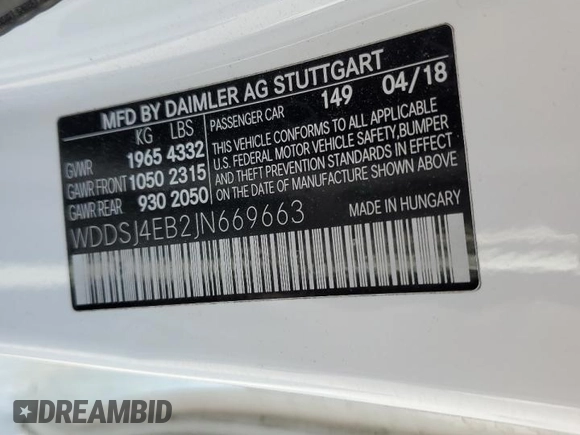 MFD BY DAIMLER AG STUTTGART
KG LBS
GVWR 1965 4332
GAWR FRONT 1050 2315
GAWR REAR 930 2050
PASSENGER CAR 149 04/18
THIS VEHICLE CONFORMS TO ALL APPLICABLE
U.S. FEDERAL MOTOR VEHICLE SAFETY, BUMPER
AND THEFT PREVENTION STANDARDS IN EFFECT
ON THE DATE OF MANUFACTURE SHOWN ABOVE.
WDDSJ4EB2JN669663
MADE IN HUNGARY
DREAMBID